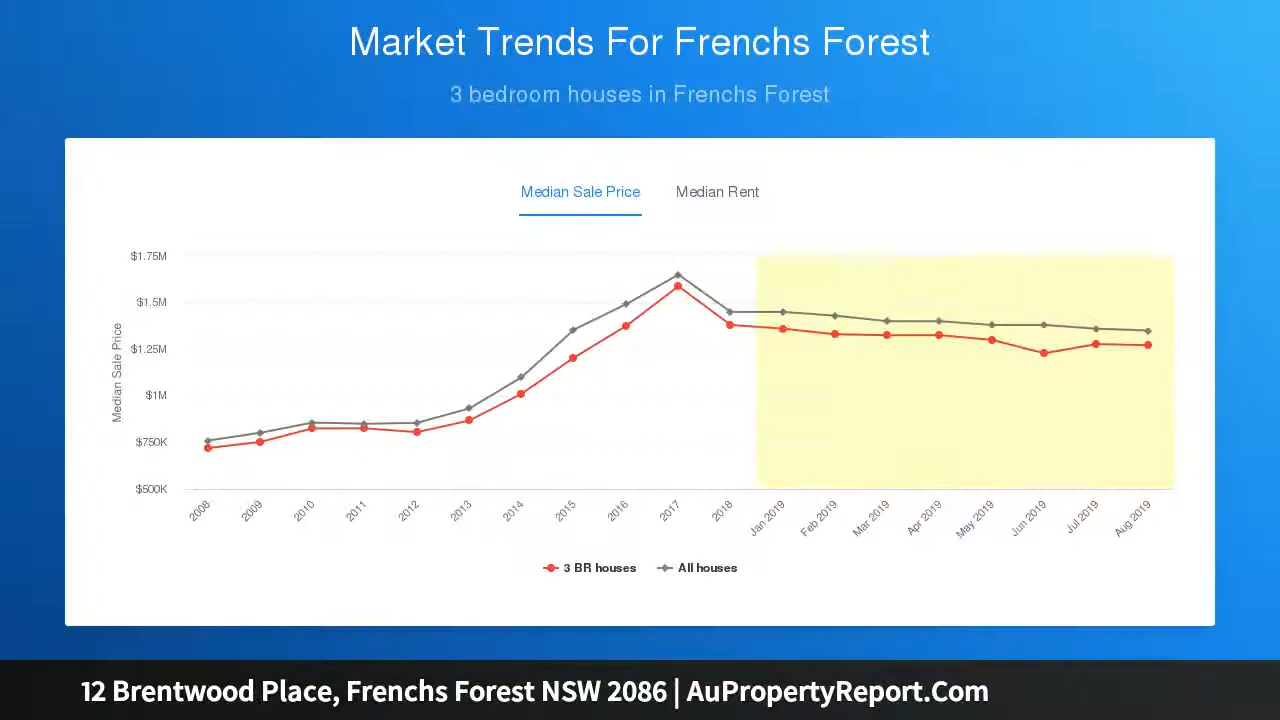 Market Trends For Frenchs Forest
3 bedroom houses in Frenchs Forest
Median Sale Price
Median Rent
$1.75M
$1.5M
$1.25M
$1M
$750K
$500K
Median Sale Price
2008
2009
2010
2011
2012
2013
2014
2015
2016
2017
2018
Jan 2019
Feb 2019
Mar 2019
Apr 2019
May 2019
Jun 2019
Jul 2019
Aug 2019
3 BR houses
All houses
12 Brentwood Place, Frenchs Forest NSW 2086 | AuPropertyReport.Com